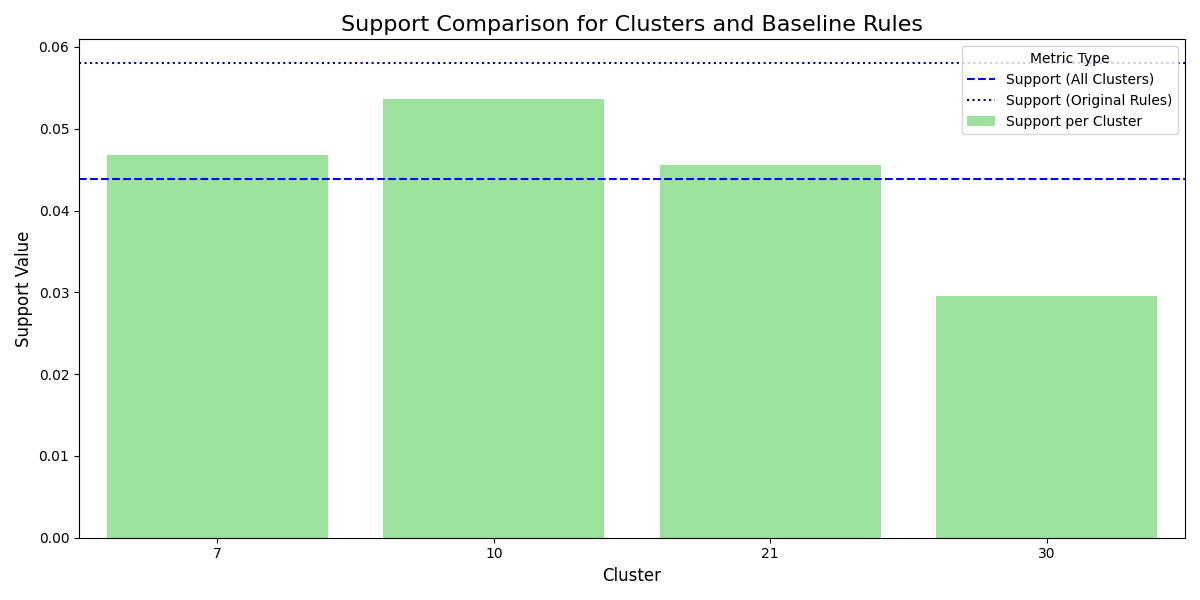 Support Comparison for Clusters and Baseline Rules
Metric Type
Support (All Clusters)
Support (Original Rules)
Support per Cluster
Support Value
0.06
0.05
0.04
0.03
0.02
0.01
0.00
7
10
21
30
Cluster